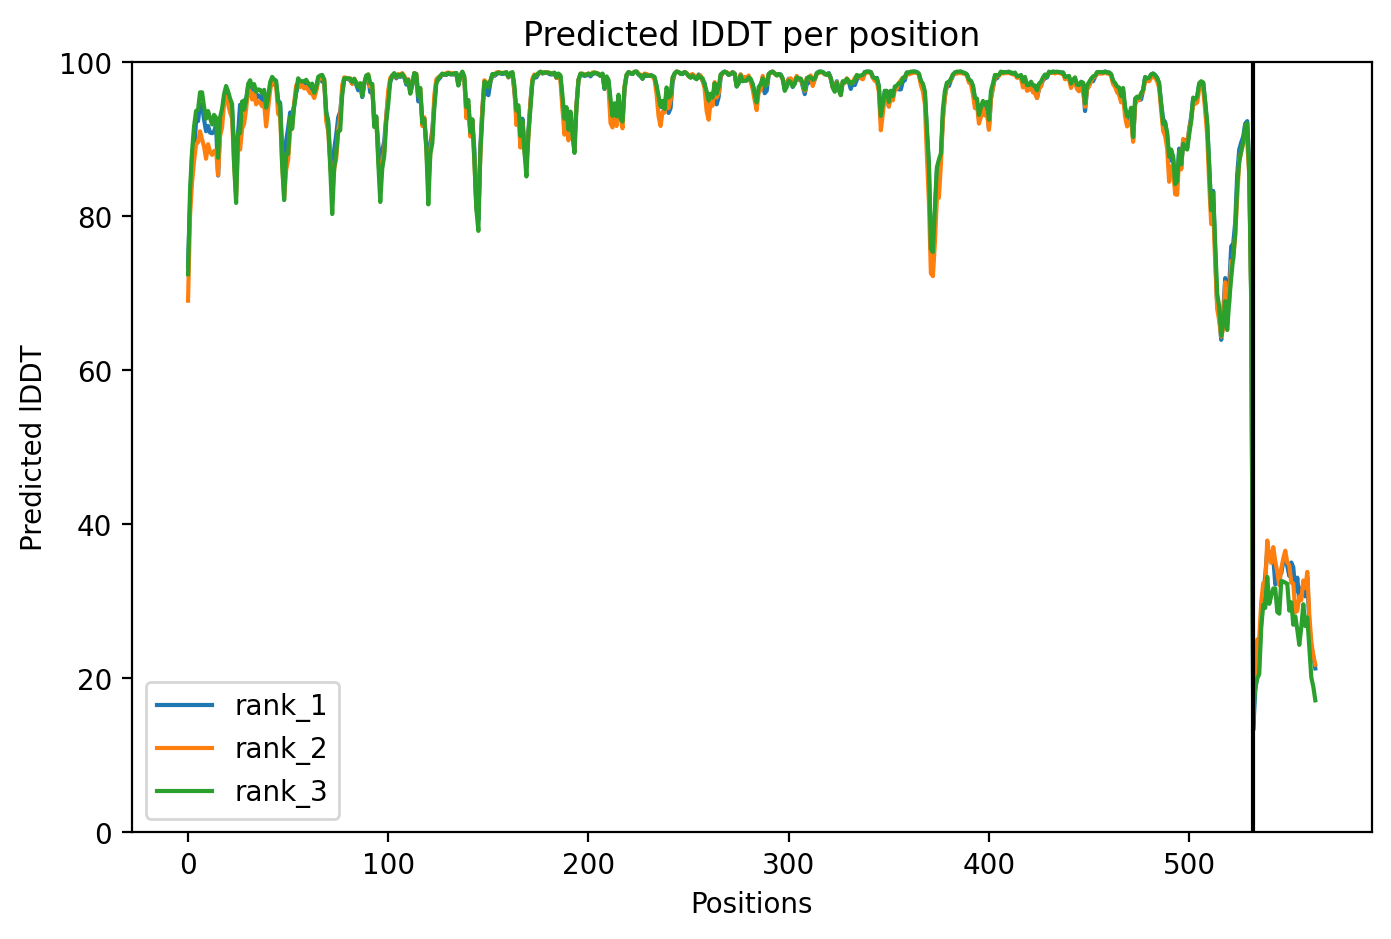 Predicted lDDT per position
100
80
60
40
20
0
Predicted lDDT
rank_1
rank_2
rank_3
0 100 200 300 400 500
Positions